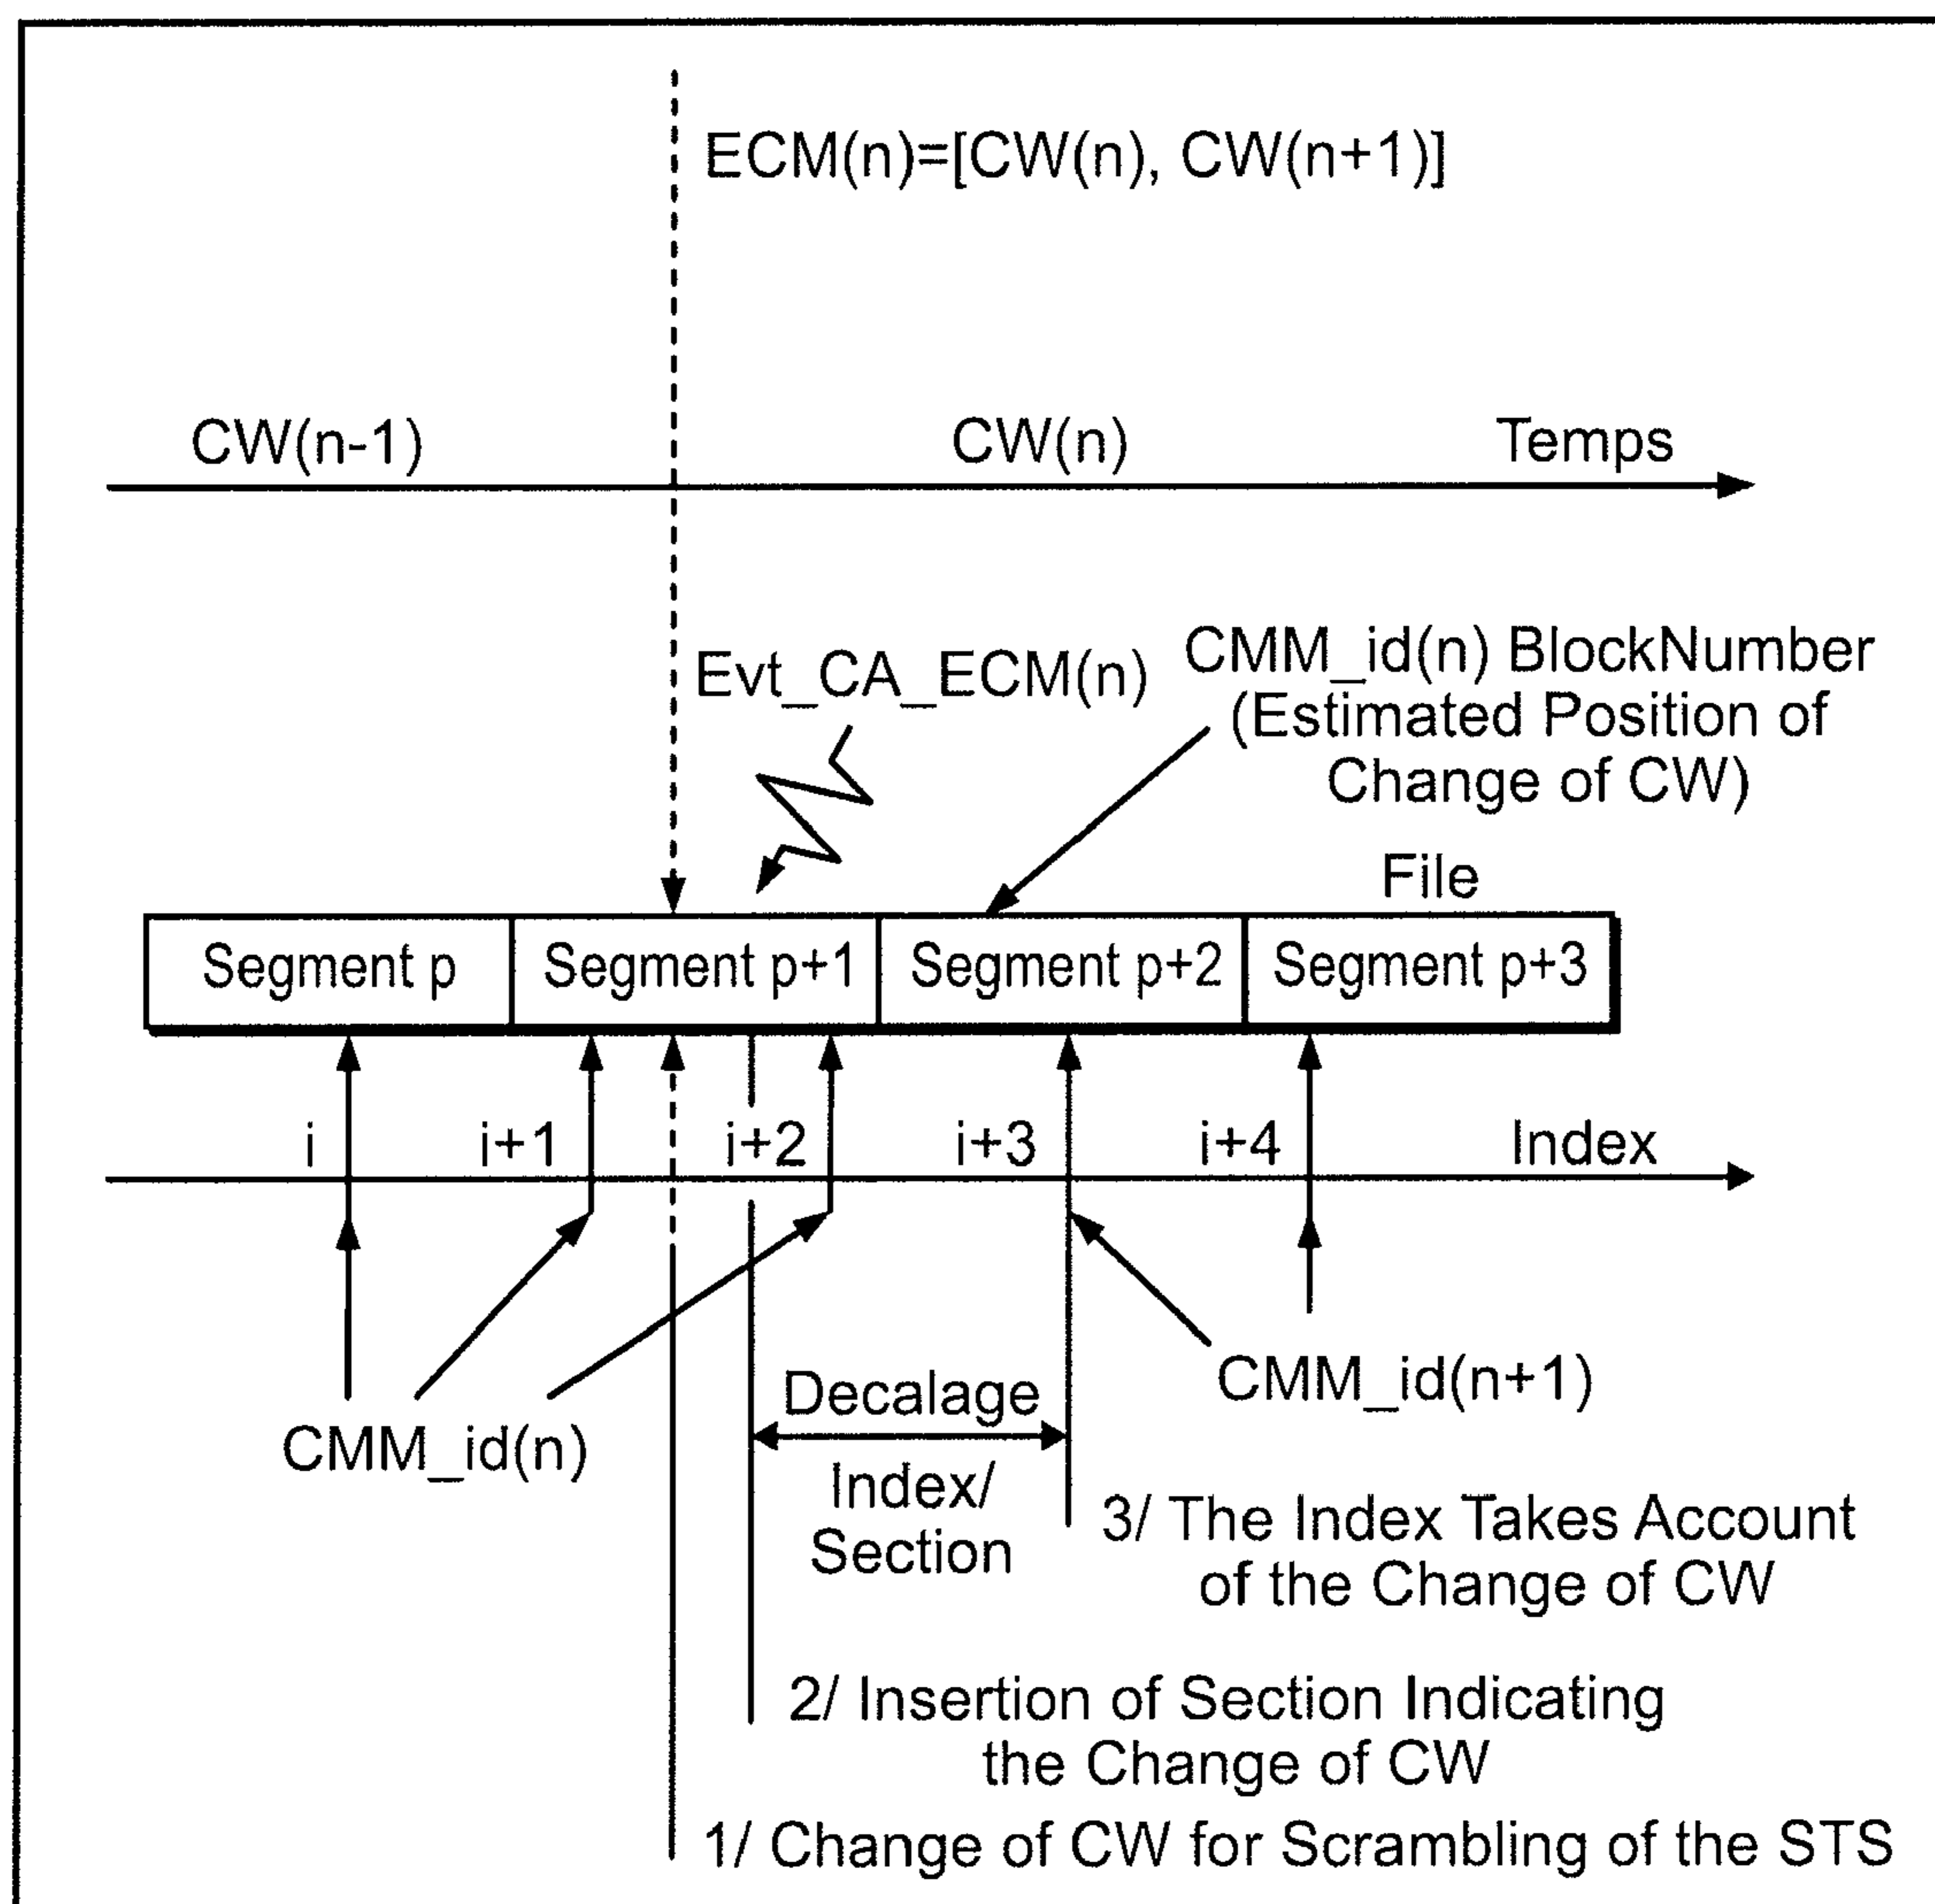 ECM(n)=[CW(n), CW(n+1)]
CW(n-1)
CW(n)
Temps
Evt_CA_ECM(n)
CMM_id(n) BlockNumber
(Estimated Position of
Change of CW)
File
Segment p
Segment p+1
Segment p+2
Segment p+3
i
i+1
i+2
i+3
i+4
Index
CMM_id(n)
Decalage
Index/
Section
CMM_id(n+1)
3/ The Index Takes Account
of the Change of CW
2/ Insertion of Section Indicating
the Change of CW
1/ Change of CW for Scrambling of the STS